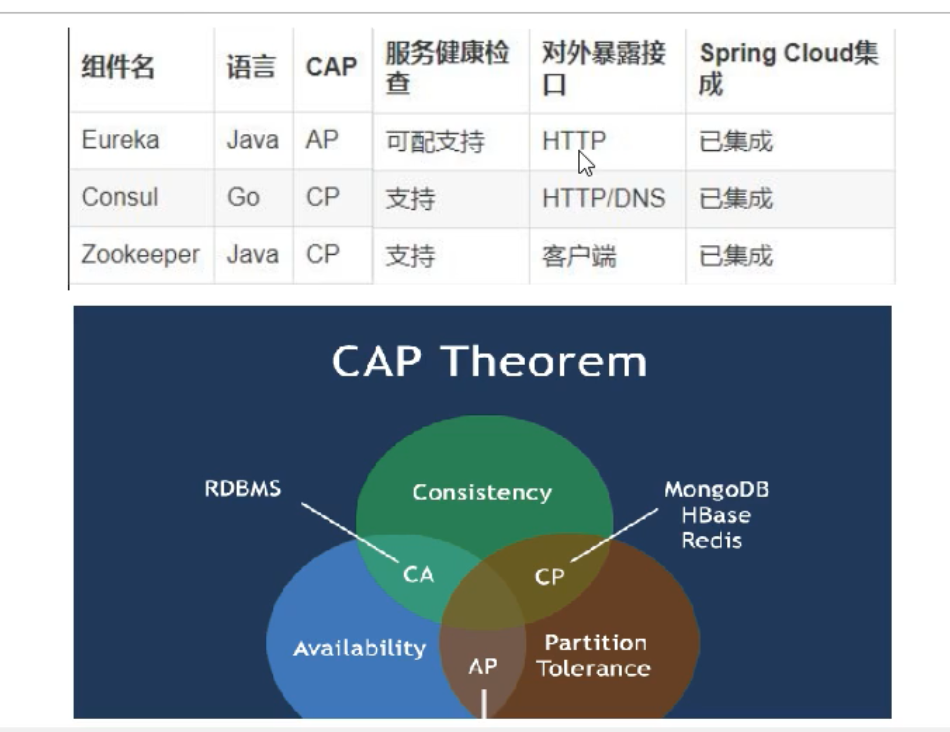 组件名 语言 CAP 服务健康检查 对外暴露接口 Spring Cloud集成
Eureka Java AP 可配支持 HTTP 已集成
Consul Go CP 支持 HTTP/DNS 已集成
Zookeeper Java CP 支持 客户端 已集成
CAP Theorem
RDBMS
Consistency
MongoDB
HBase
Redis
CA
CP
Availability
AP
Partition
Tolerance